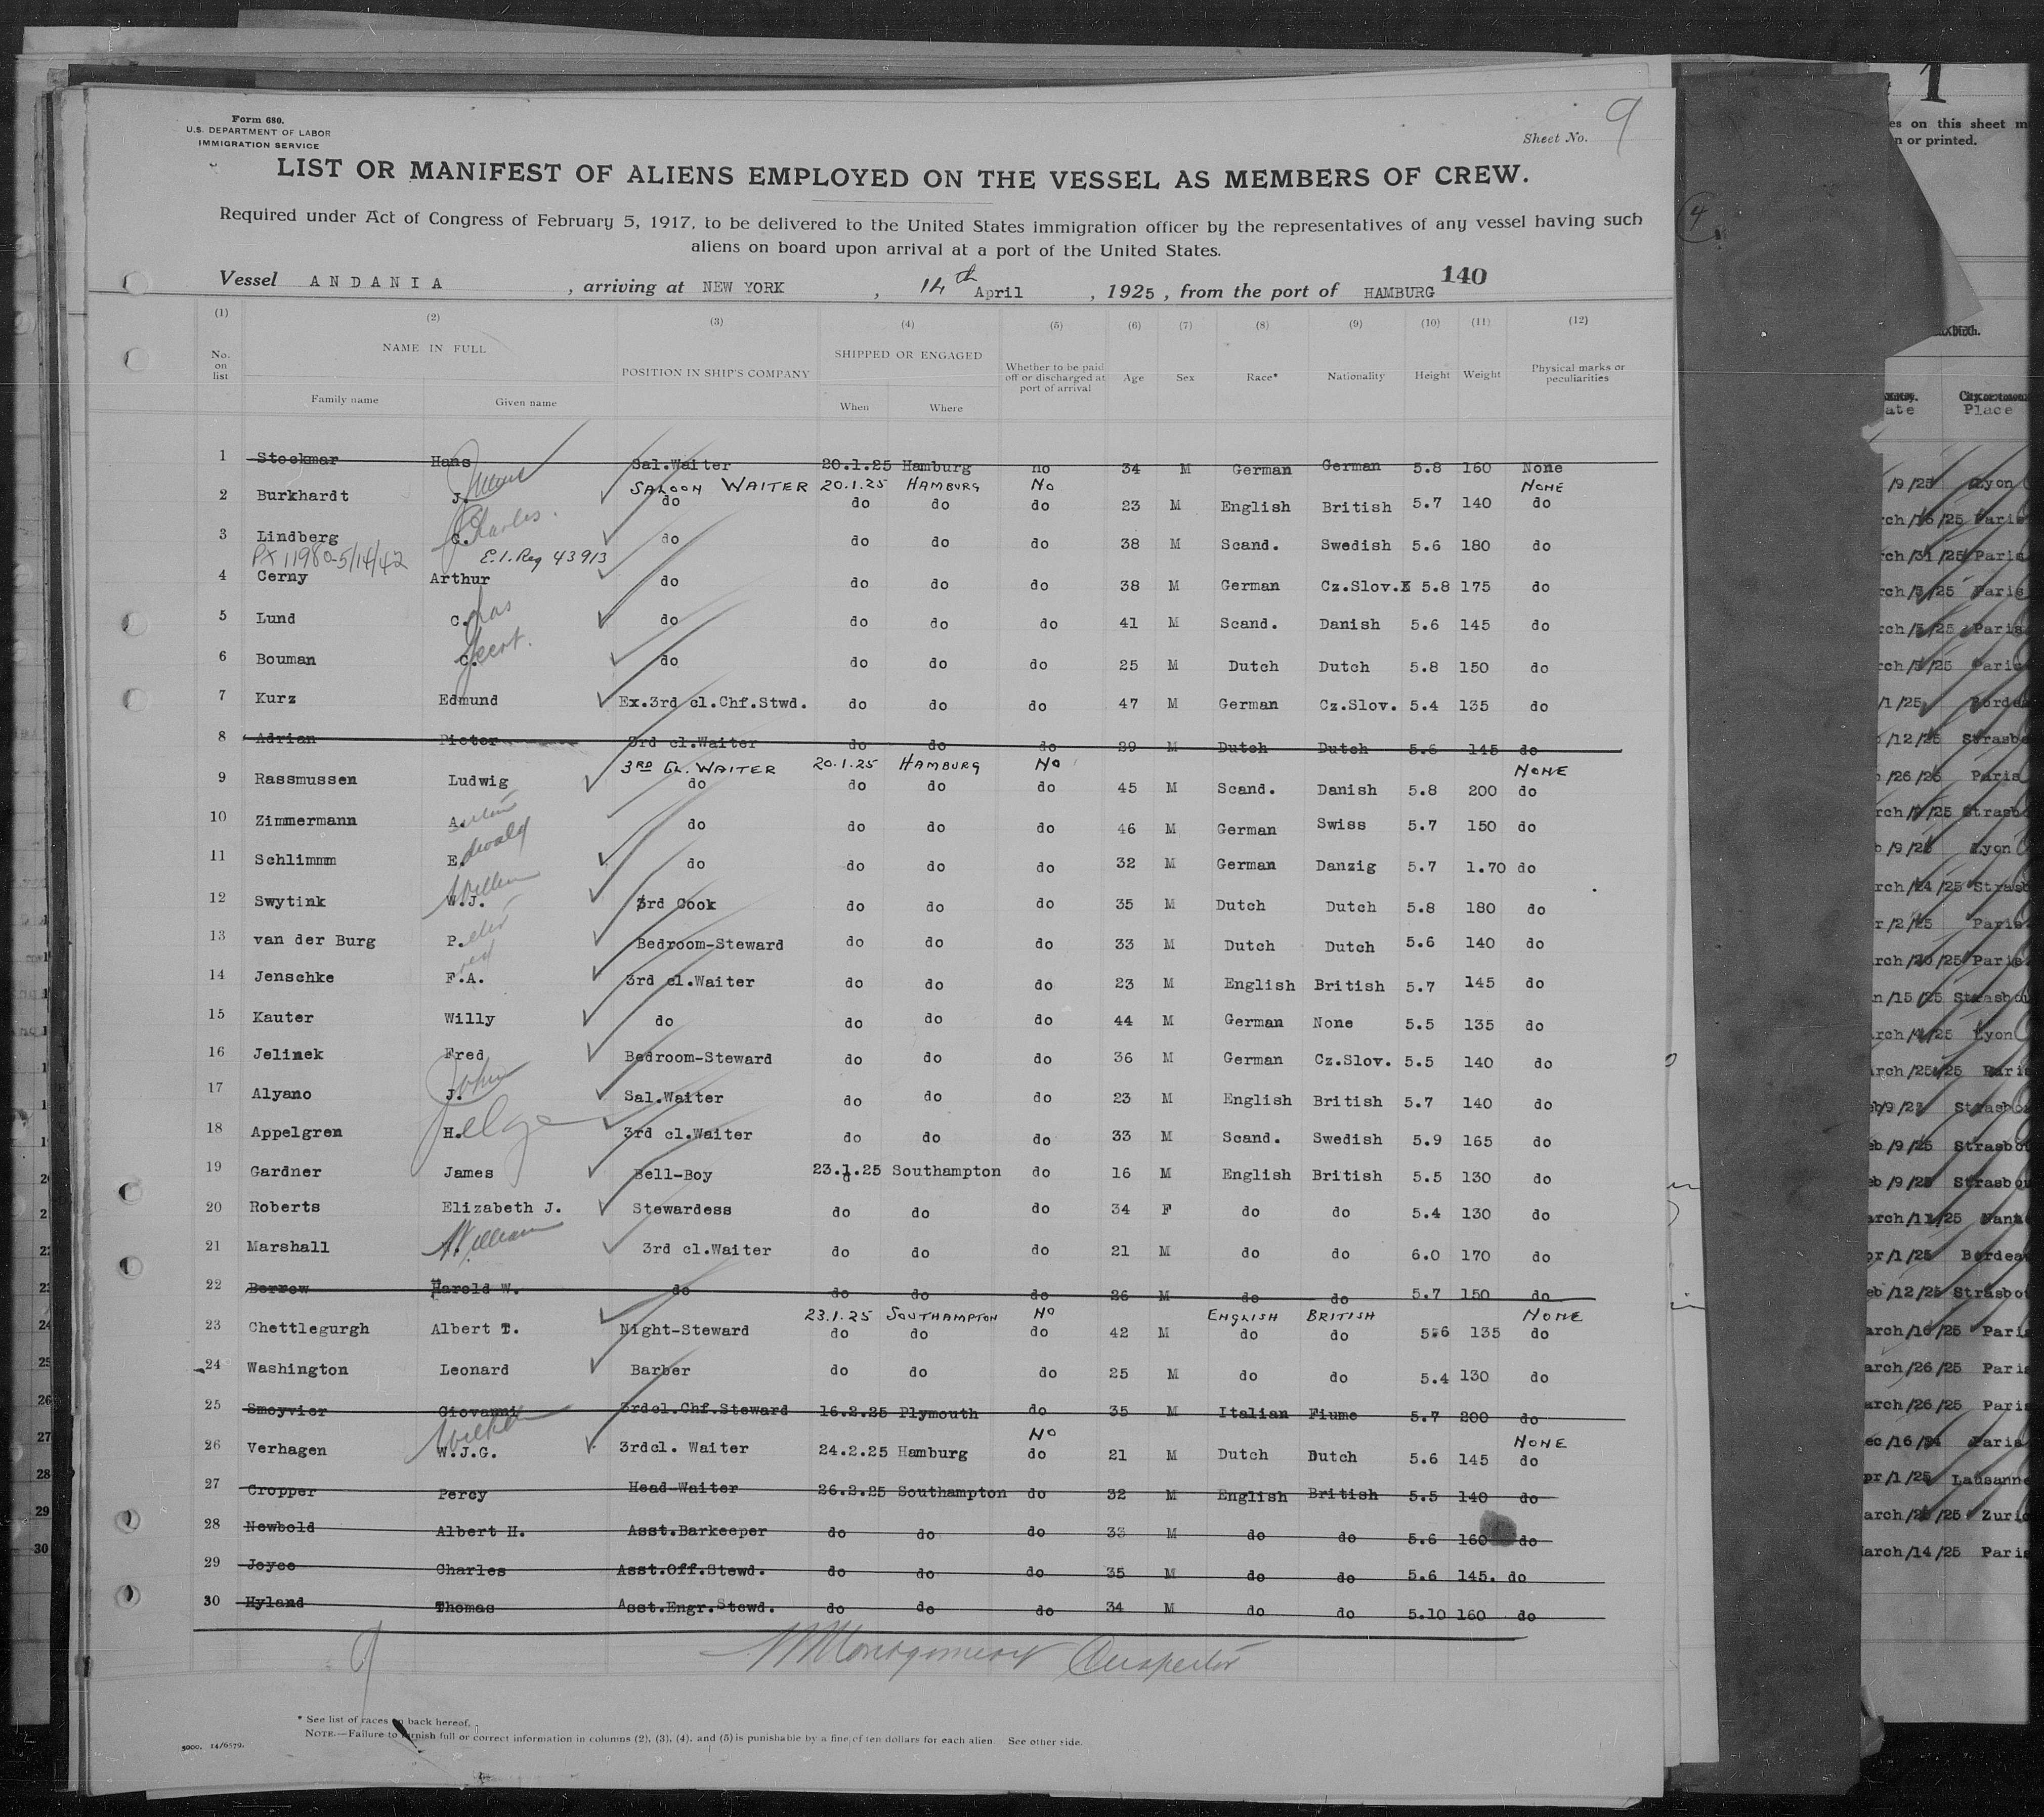 Form 680.
U.S. DEPARTMENT OF LABOR
IMMIGRATION SERVICE
Sheet No. 9
LIST OR MANIFEST OF ALIENS EMPLOYED ON THE VESSEL AS MEMBERS OF CREW.
Required under Act of Congress of February 5, 1917, to be delivered to the United States immigration officer by the representatives of any vessel having such
aliens on board upon arrival at a port of the United States.
140
Vessel ANDANIA, arriving at NEW YORK, 14th April, 1925, from the port of HAMBURG
(1) (2) (3) (4) (5) (6) (7) (8) (9) (10) (11) (12)
No. on list NAME IN FULL POSITION IN SHIP'S COMPANY SHIPPED OR ENGAGED Whether to be paid off or discharged at port of arrival Age Sex Race* Nationality Height Weight Physical marks or peculiarities
Family name Given name When Where
1 Stockmar Hans Sal.Waiter 20.1.25 Hamburg no 34 M German German 5.8 160 None
SALOON WAITER 20.1.25 HAMBURG No NONE
2 Burkhardt J. do do do do 23 M English British 5.7 140 do
3 Lindberg C. Charles. do do do do 38 M Scand. Swedish 5.6 180 do
PX 11980-5/14/42 E.I. Reg 43913
4 Cerny Arthur do do do do 38 M German Cz.Slov. 5.8 175 do
5 Lund C. Chas do do do do 41 M Scand. Danish 5.6 145 do
6 Bouman C. Geert. do do do do 25 M Dutch Dutch 5.8 150 do
7 Kurz Edmund Ex.3rd cl.Chf.Stwd. do do do 47 M German Cz.Slov. 5.4 135 do
8 Adrian Pieter 3rd cl.Waiter do do do 29 M Dutch Dutch 5.6 145 do
3RD CL. WAITER 20.1.25 HAMBURG No NONE
9 Rassmussen Ludwig do do do do 45 M Scand. Danish 5.8 200 do
10 Zimmermann A. do do do do 46 M German Swiss 5.7 150 do
11 Schlimmm E.dwald do do do do 32 M German Danzig 5.7 1.70 do
12 Swytink W.J. Willem 3rd Cook do do do 35 M Dutch Dutch 5.8 180 do
13 van der Burg P.eter Bedroom-Steward do do do 33 M Dutch Dutch 5.6 140 do
14 Jenschke F.A. red 3rd cl.Waiter do do do 23 M English British 5.7 145 do
15 Kauter Willy do do do do 44 M German None 5.5 135 do
16 Jelinek Fred Bedroom-Steward do do do 36 M German Cz.Slov. 5.5 140 do
17 Alyano J. John Sal.Waiter do do do 23 M English British 5.7 140 do
18 Appelgren H.elge 3rd cl.Waiter do do do 33 M Scand. Swedish 5.9 165 do
19 Gardner James Bell-Boy 23.1.25 Southampton do 16 M English British 5.5 130 do
20 Roberts Elizabeth J. Stewardess do do do 34 F do do 5.4 130 do
21 Marshall William 3rd cl.Waiter do do do 21 M do do 6.0 170 do
22 Berrow Harold W. do do do do 26 M do do 5.7 150 do
23.1.25 SOUTHAMPTON No ENGLISH BRITISH NONE
23 Chettlegurgh Albert T. Night-Steward do do do 42 M do do 5.6 135 do
24 Washington Leonard Barber do do do 25 M do do 5.4 130 do
25 Smoyvier Giovanni 3rdcl.Chf.Steward 16.2.25 Plymouth do 35 M Italian Fiume 5.7 200 do
No NONE
26 Verhagen W.J.G. 3rdcl. Waiter 24.2.25 Hamburg do 21 M Dutch Dutch 5.6 145 do
27 Cropper Percy Head-Waiter 26.2.25 Southampton do 32 M English British 5.5 140 do
28 Newbold Albert H. Asst.Barkeeper do do do 33 M do do 5.6 160 do
29 Joyce Charles Asst.Off.Stewd. do do do 35 M do do 5.6 145. do
30 Hyland Thomas Asst.Engr.Stewd. do do do 34 M do do 5.10 160 do
9 Montgomery Inspector
* See list of races on back hereof.
NOTE.—Failure to furnish full or correct information in columns (2), (3), (4), and (5) is punishable by a fine of ten dollars for each alien. See other side.
5000. 14/6579.